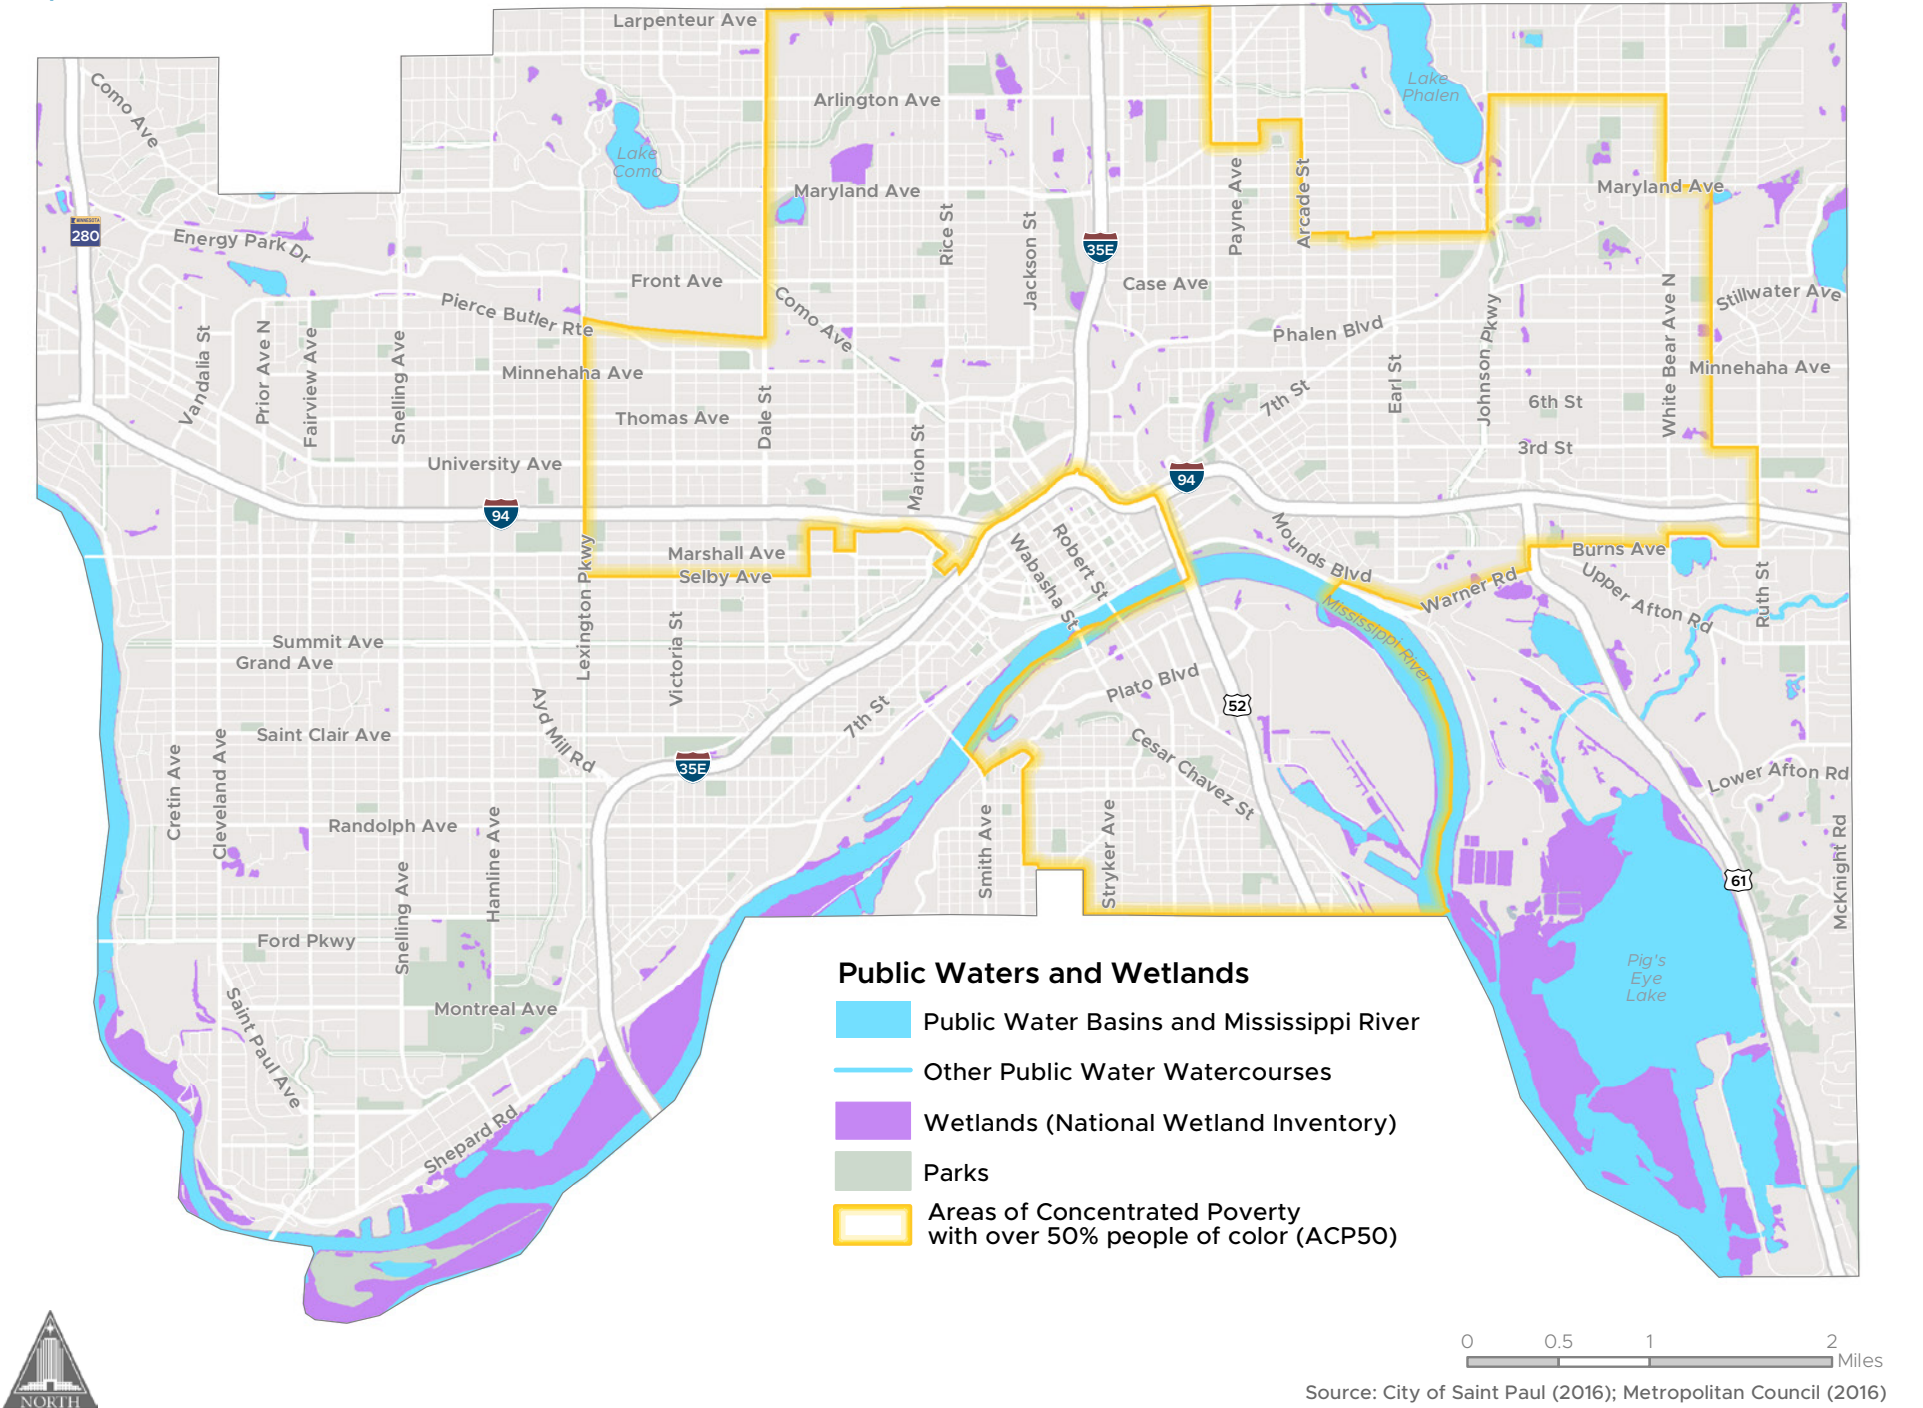 Larpenteur Ave
Como Ave
Arlington Ave
Lake
Phalen
Lake
Como
Maryland Ave
Maryland Ave
MINNESOTA
280
Energy Park Dr
Rice St
Jackson St
35E
Payne Ave
Arcade St
Front Ave
Case Ave
Stillwater Ave
Pierce Butler Rte
Como Ave
Phalen Blvd
Johnson Pkwy
White Bear Ave N
Vandalia St
Prior Ave N
Fairview Ave
Snelling Ave
Minnehaha Ave
Minnehaha Ave
Earl St
7th St
6th St
Thomas Ave
Dale St
Marion St
3rd St
University Ave
94
94
Mounds Blvd
Robert St
Wabasha St
Marshall Ave
Selby Ave
Burns Ave
Warner Rd
Upper Afton Rd
Ruth St
Lexington Pkwy
Victoria St
Mississippi River
Summit Ave
Grand Ave
Plato Blvd
52
7th St
Ayd Mill Rd
Saint Clair Ave
35E
Cesar Chavez St
Lower Afton Rd
Cretin Ave
Cleveland Ave
Randolph Ave
Hamline Ave
Snelling Ave
Smith Ave
Stryker Ave
61
McKnight Rd
Ford Pkwy
Pig's
Eye
Lake
Saint Paul Ave
Montreal Ave
Shepard Rd
Public Waters and Wetlands
Public Water Basins and Mississippi River
Other Public Water Watercourses
Wetlands (National Wetland Inventory)
Parks
Areas of Concentrated Poverty
with over 50% people of color (ACP50)
0 0.5 1 2
Miles
Source: City of Saint Paul (2016); Metropolitan Council (2016)
NORTH